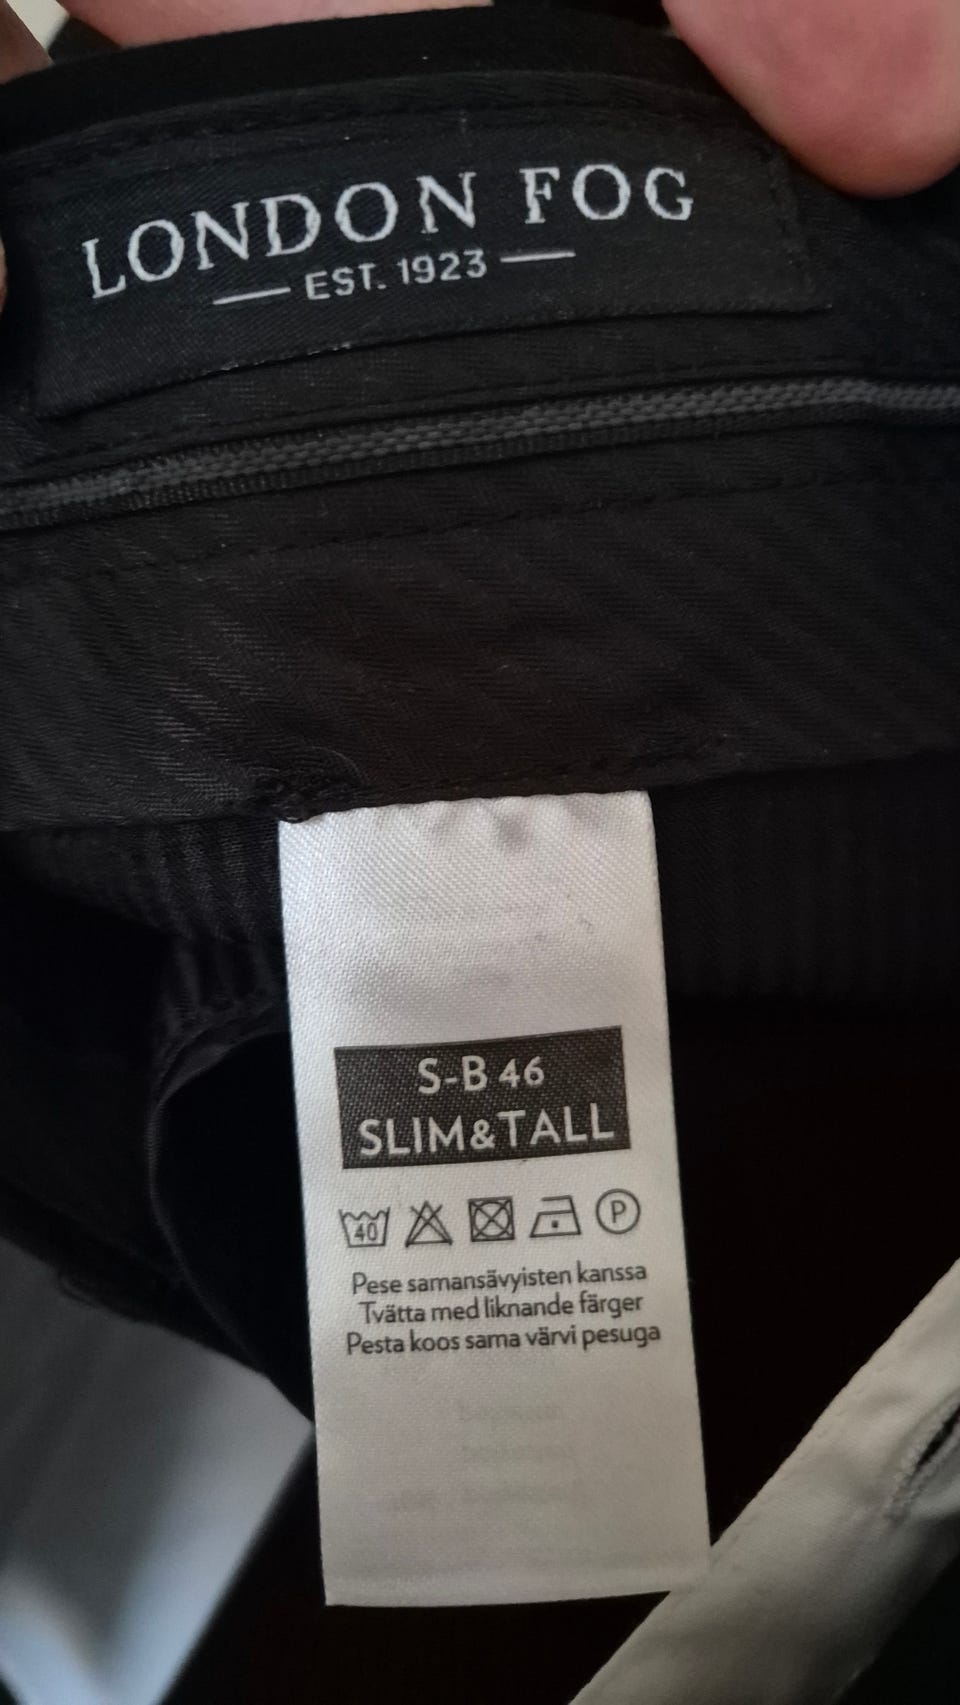 LONDON FOG
EST. 1923
S-B 46
SLIM&TALL
40 P
Pese samansävyisten kanssa
Tvätta med liknande färger
Pesta koos sama värvi pesuga